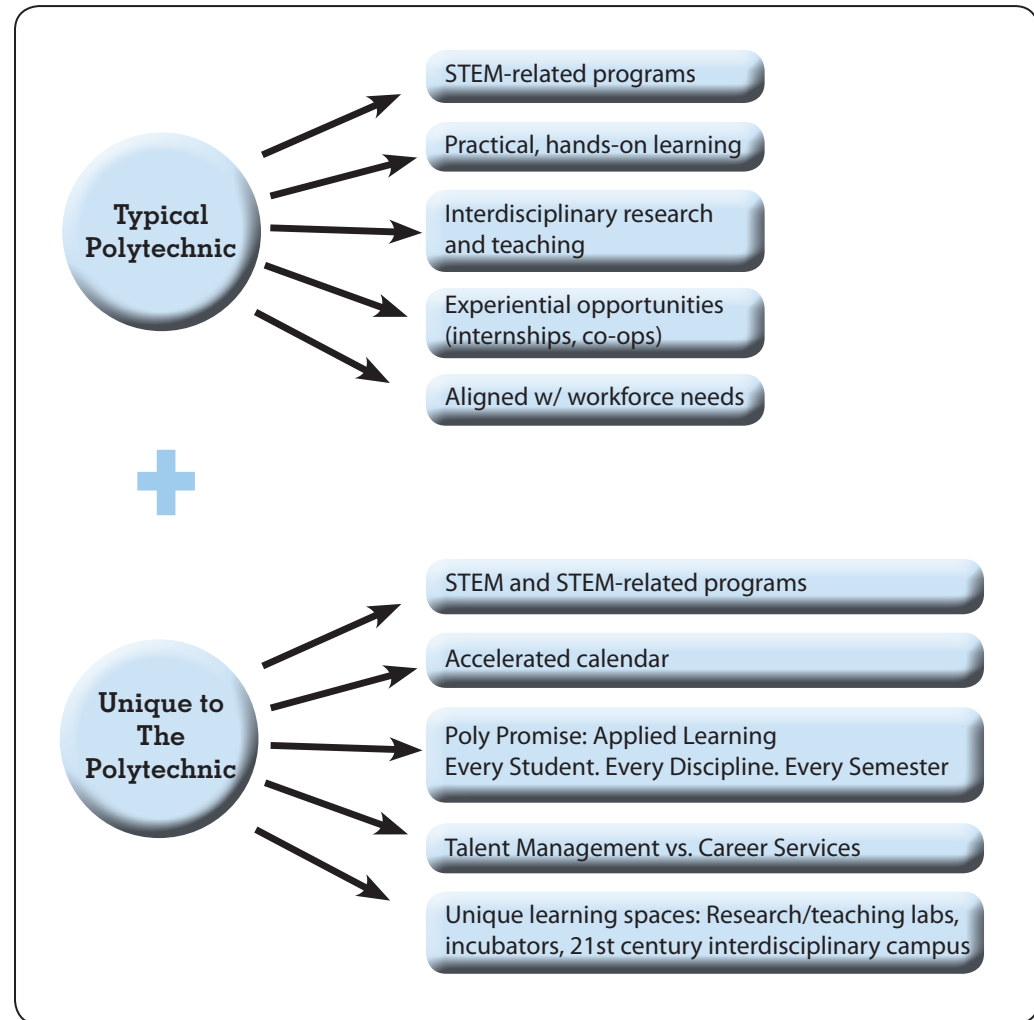 Typical
Polytechnic
STEM-related programs
Practical, hands-on learning
Interdisciplinary research
and teaching
Experiential opportunities
(internships, co-ops)
Aligned w/ workforce needs
Unique to
The
Polytechnic
STEM and STEM-related programs
Accelerated calendar
Poly Promise: Applied Learning
Every Student. Every Discipline. Every Semester
Talent Management vs. Career Services
Unique learning spaces: Research/teaching labs,
incubators, 21st century interdisciplinary campus